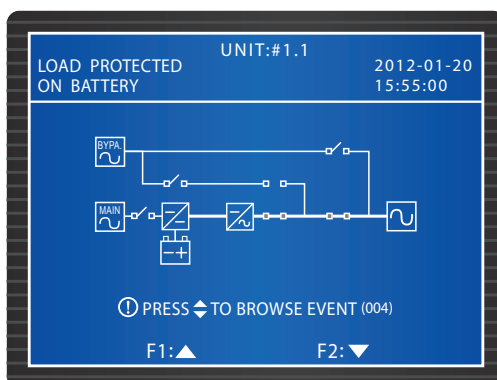 UNIT:#1.1
LOAD PROTECTED
ON BATTERY
2012-01-20
15:55:00
BYPA.
MAIN
PRESS TO BROWSE EVENT (004)
F1:
F2: